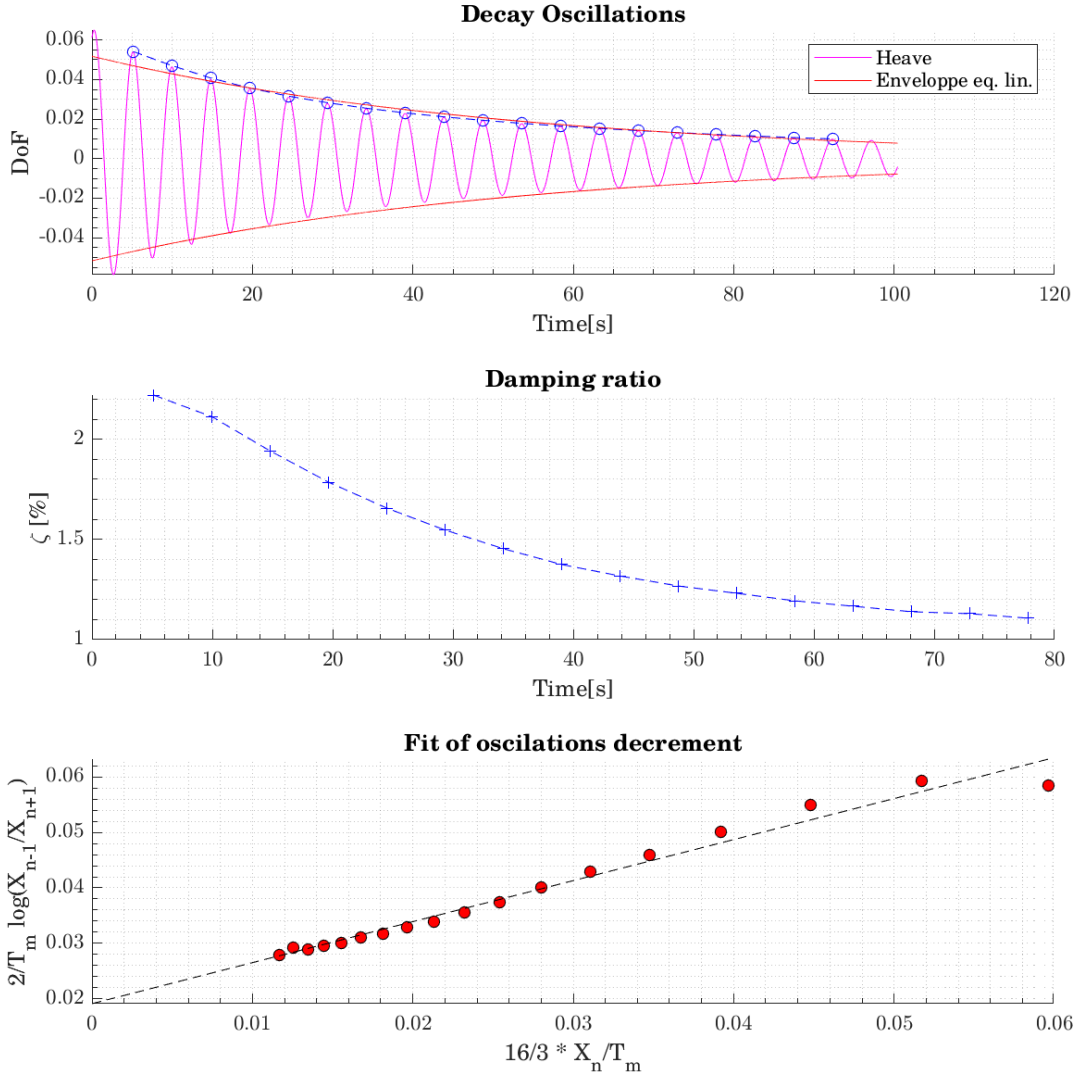 Decay Oscillations
0.06
0.04
0.02
0
-0.02
-0.04
DoF
Heave
Enveloppe eq. lin.
0 20 40 60 80 100 120
Time[s]
Damping ratio
2
1.5
1
ζ [%]
0 10 20 30 40 50 60 70 80
Time[s]
Fit of oscilations decrement
0.06
0.05
0.04
0.03
0.02
2/T_m log(X_n-1/X_n+1)
0 0.01 0.02 0.03 0.04 0.05 0.06
16/3 * X_n/T_m